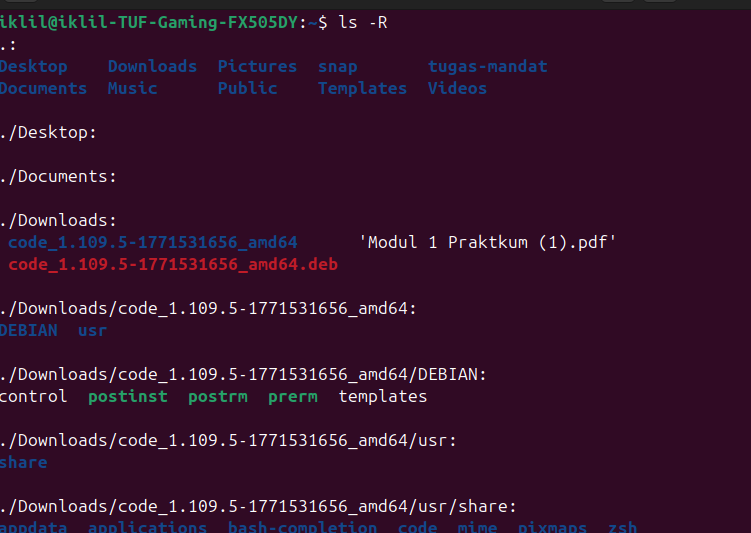 iklil@iklil-TUF-Gaming-FX505DY:~$ ls -R
.:
Desktop    Downloads  Pictures  snap       tugas-mandat
Documents  Music      Public    Templates  Videos
./Desktop:
./Documents:
./Downloads:
code_1.109.5-1771531656_amd64      'Modul 1 Praktkum (1).pdf'
code_1.109.5-1771531656_amd64.deb
./Downloads/code_1.109.5-1771531656_amd64:
DEBIAN  usr
./Downloads/code_1.109.5-1771531656_amd64/DEBIAN:
control  postinst  postrm  prerm  templates
./Downloads/code_1.109.5-1771531656_amd64/usr:
share
./Downloads/code_1.109.5-1771531656_amd64/usr/share:
appdata  applications  bash-completion  code  mime  pixmaps  zsh